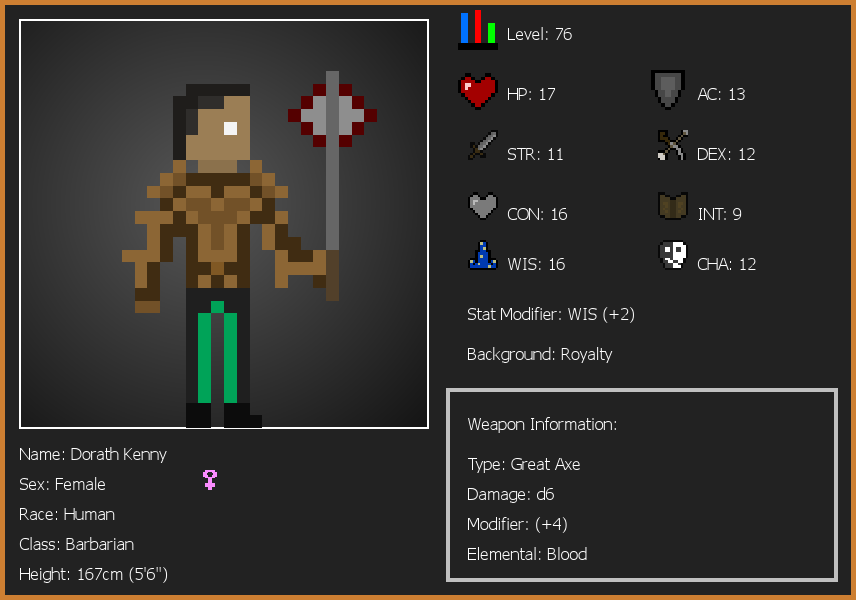 Level: 76
HP: 17
AC: 13
STR: 11
DEX: 12
CON: 16
INT: 9
WIS: 16
CHA: 12
Stat Modifier: WIS (+2)
Background: Royalty
Weapon Information:
Type: Great Axe
Damage: d6
Modifier: (+4)
Elemental: Blood
Name: Dorath Kenny
Sex: Female
Race: Human
Class: Barbarian
Height: 167cm (5'6")